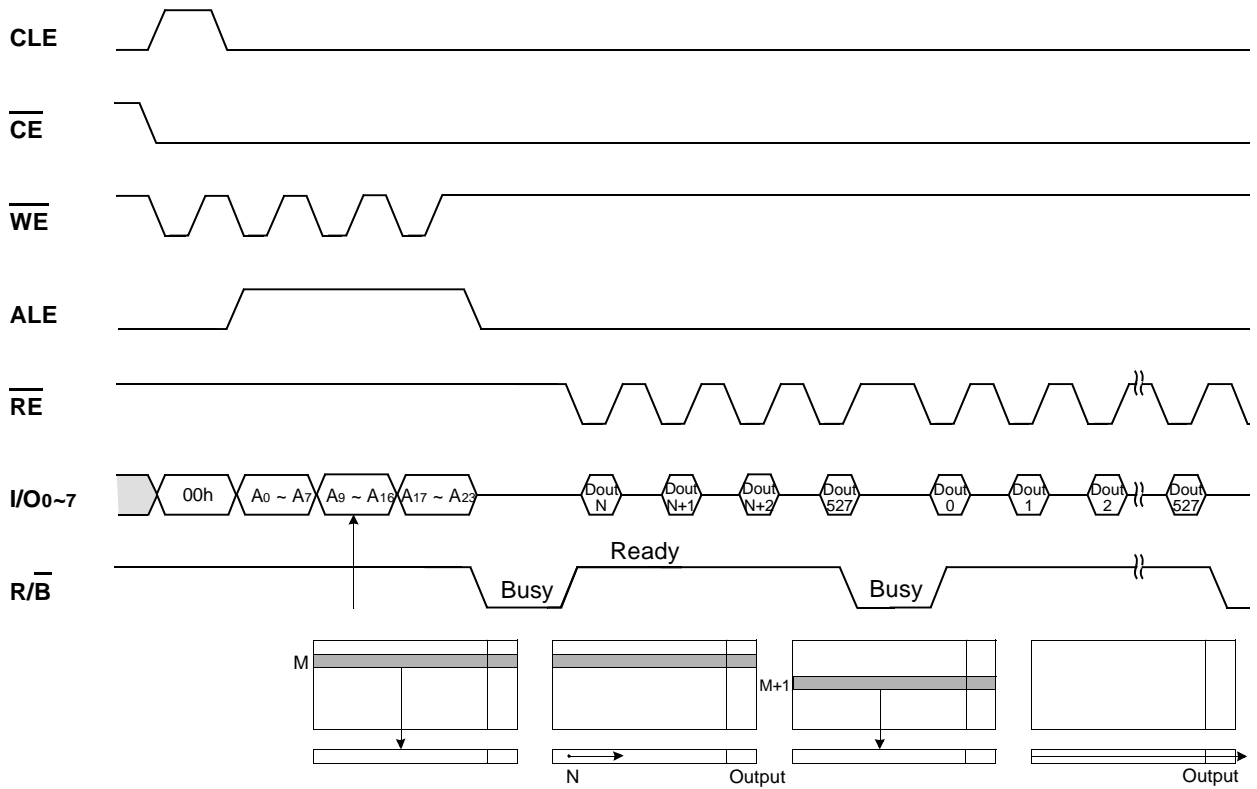 CLE
CE
WE
ALE
RE
I/O0~7
00h
A0 ~ A7
A9 ~ A16
A17 ~ A23
Dout
N
Dout
N+1
Dout
N+2
Dout
527
Dout
0
Dout
1
Dout
2
Dout
527
R/B
Busy
Ready
Busy
M
M+1
N
Output
Output